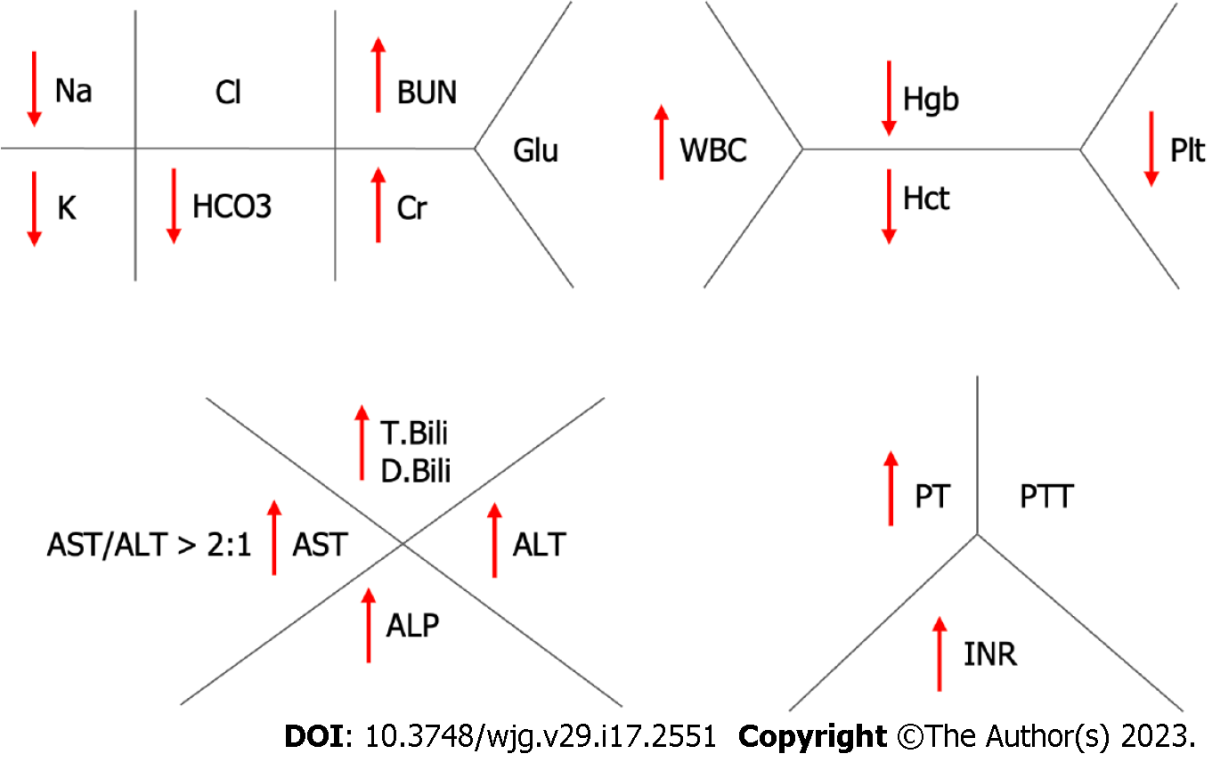 Na
Cl
BUN
Glu
K
HCO3
Cr
WBC
Hgb
Hct
Plt
T.Bili
D.Bili
AST/ALT > 2:1
AST
ALT
ALP
PT
PTT
INR
DOI: 10.3748/wjg.v29.i17.2551 Copyright ©The Author(s) 2023.